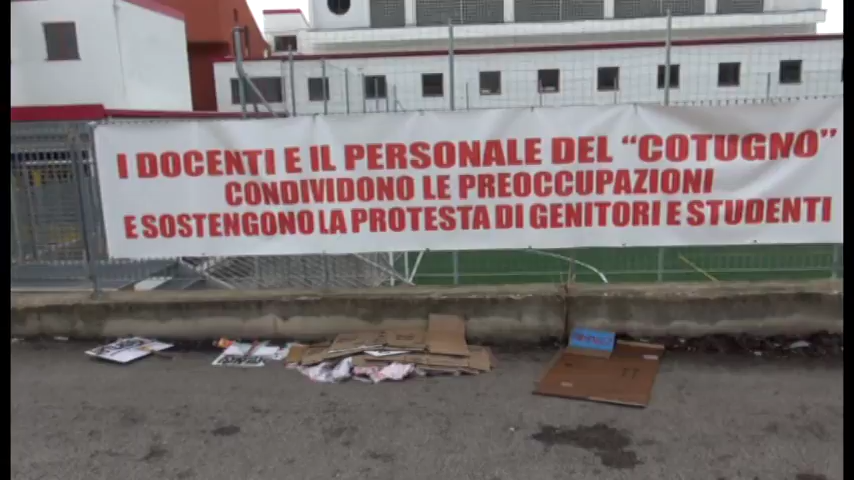 I DOCENTI E IL PERSONALE DEL “COTUGNO”
CONDIVIDONO LE PREOCCUPAZIONI
E SOSTENGONO LA PROTESTA DI GENITORI E STUDENTI